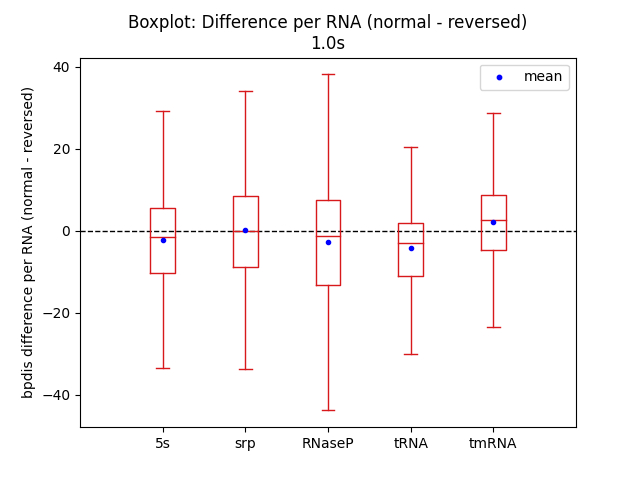 Boxplot: Difference per RNA (normal - reversed)
1.0s
mean
bpdis difference per RNA (normal - reversed)
40
20
0
−20
−40
5s
srp
RNaseP
tRNA
tmRNA